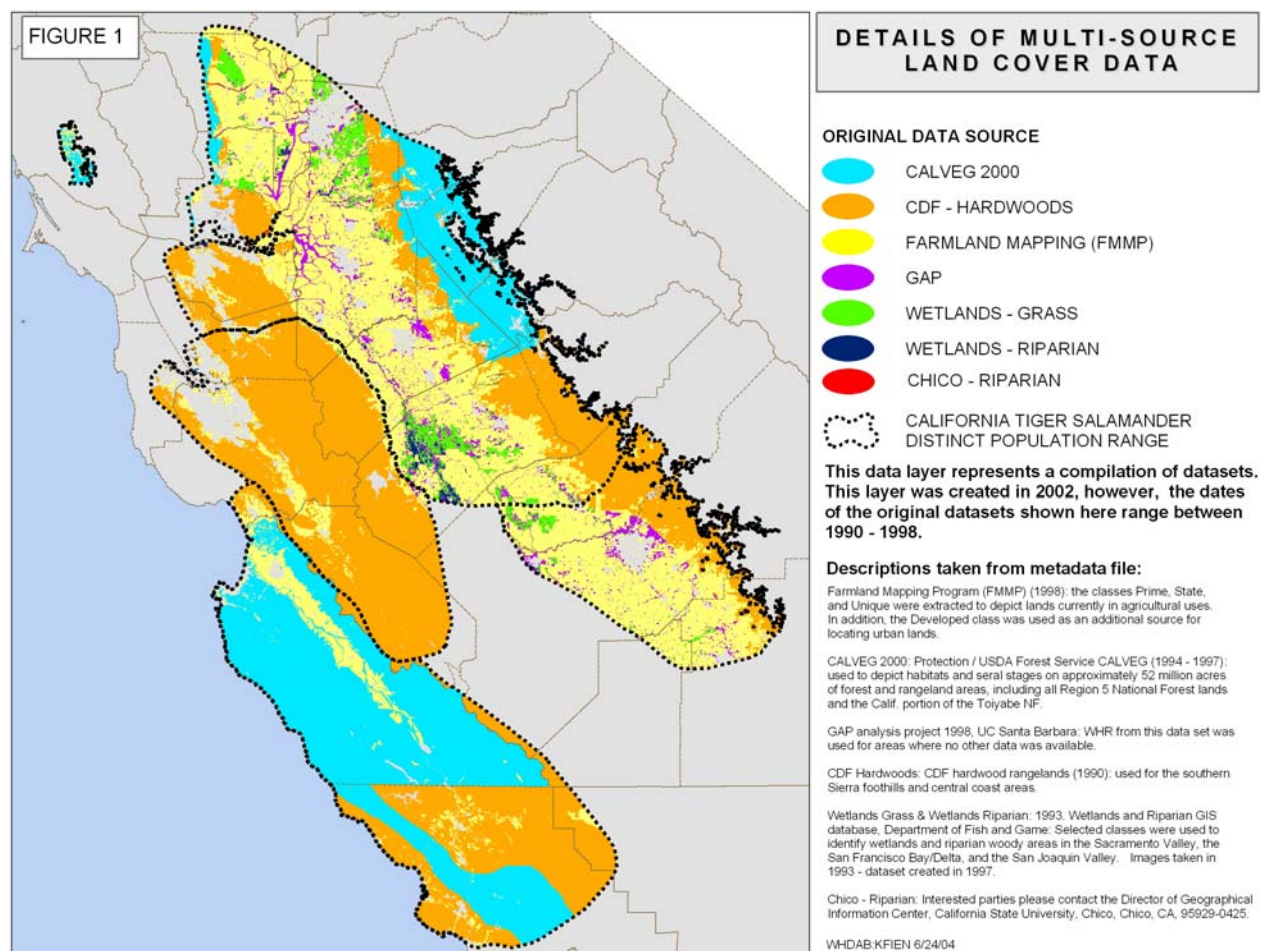 FIGURE 1
DETAILS OF MULTI-SOURCE
LAND COVER DATA
ORIGINAL DATA SOURCE
CALVEG 2000
CDF - HARDWOODS
FARMLAND MAPPING (FMMP)
GAP
WETLANDS - GRASS
WETLANDS - RIPARIAN
CHICO - RIPARIAN
CALIFORNIA TIGER SALAMANDER
DISTINCT POPULATION RANGE
This data layer represents a compilation of datasets.
This layer was created in 2002, however, the dates
of the original datasets shown here range between
1990 - 1998.
Descriptions taken from metadata file:
Farmland Mapping Program (FMMP) (1998): the classes Prime, State,
and Unique were extracted to depict lands currently in agricultural uses.
In addition, the Developed class was used as an additional source for
locating urban lands.
CALVEG 2000: Protection / USDA Forest Service CALVEG (1994 - 1997):
used to depict habitats and seral stages on approximately 52 million acres
of forest and rangeland areas, including all Region 5 National Forest lands
and the Calif. portion of the Toiyabe NF.
GAP analysis project 1998, UC Santa Barbara: WHR from this data set was
used for areas where no other data was available.
CDF Hardwoods: CDF hardwood rangelands (1990): used for the southern
Sierra foothills and central coast areas.
Wetlands Grass & Wetlands Riparian: 1993. Wetlands and Riparian GIS
database, Department of Fish and Game: Selected classes were used to
identify wetlands and riparian woody areas in the Sacramento Valley, the
San Francisco Bay/Delta, and the San Joaquin Valley. Images taken in
1993 - dataset created in 1997.
Chico - Riparian: Interested parties please contact the Director of Geographical
Information Center, California State University, Chico, Chico, CA, 95929-0425.
WHDAB:KFIEN 6/24/04